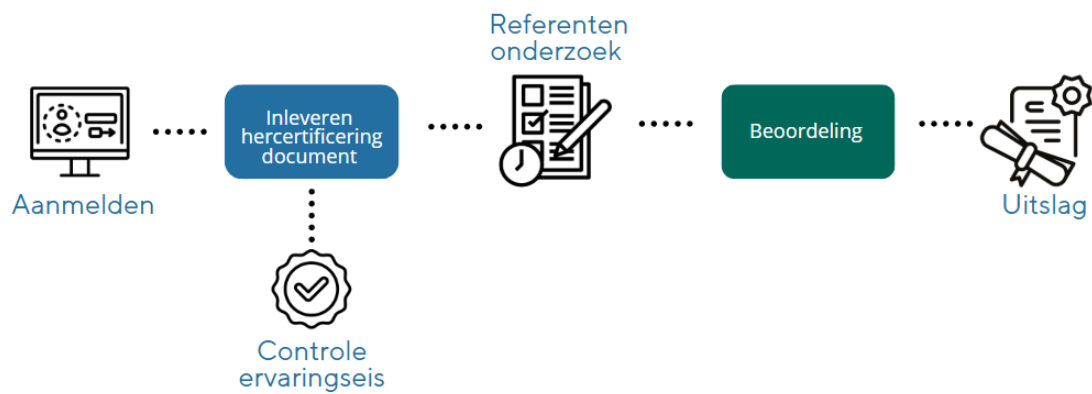 Aanmelden
Inleveren
hercertificering
document
Controle
ervaringseis
Referenten
onderzoek
Beoordeling
Uitslag